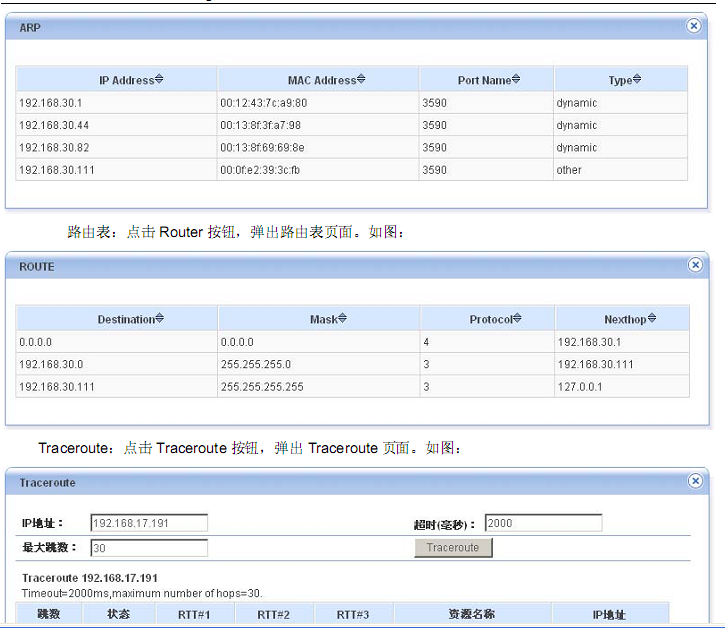 ARP
IP Address MAC Address Port Name Type
192.168.30.1 00:12:43:7c:a9:80 3590 dynamic
192.168.30.44 00:13:8f:3f:a7:98 3590 dynamic
192.168.30.82 00:13:8f:69:69:8e 3590 dynamic
192.168.30.111 00:0f:e2:39:3c:fb 3590 other
路由表：点击 Router 按钮，弹出路由表页面。如图：
ROUTE
Destination Mask Protocol Nexthop
0.0.0.0 0.0.0.0 4 192.168.30.1
192.168.30.0 255.255.255.0 3 192.168.30.111
192.168.30.111 255.255.255.255 3 127.0.0.1
Traceroute：点击 Traceroute 按钮，弹出 Traceroute 页面。如图：
Traceroute
IP地址： 192.168.17.191 超时(毫秒)： 2000
最大跳数： 30 Traceroute
Traceroute 192.168.17.191
Timeout=2000ms,maximum number of hops=30.
跳数 状态 RTT#1 RTT#2 RTT#3 资源名称 IP地址